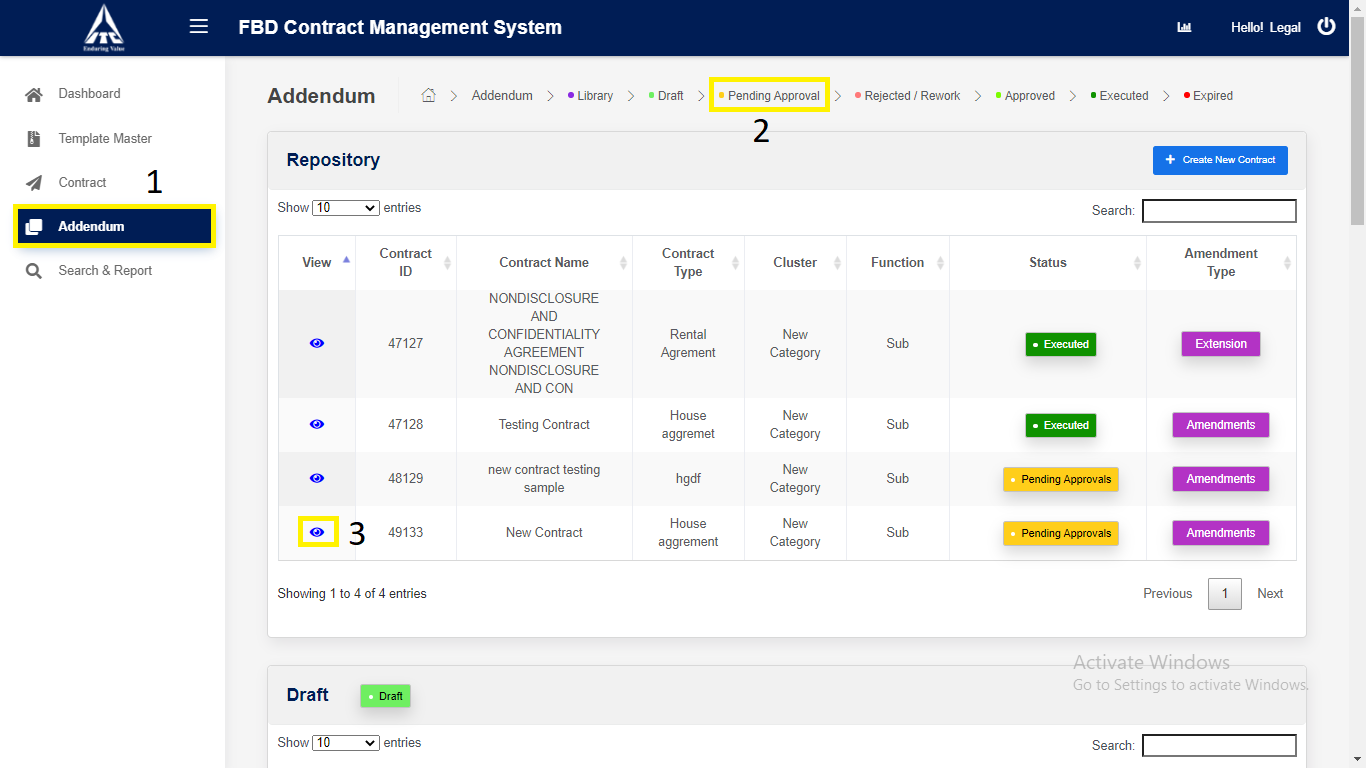 Enduring Value
FBD Contract Management System
Hello! Legal
Dashboard
Template Master
Contract
1
Addendum
Search & Report
Addendum
Addendum
Library
Draft
Pending Approval
Rejected / Rework
Approved
Executed
Expired
2
Repository
+ Create New Contract
Show 10 entries
Search:
View
Contract
ID
Contract Name
Contract
Type
Cluster
Function
Status
Amendment
Type
47127
NONDISCLOSURE
AND
CONFIDENTIALITY
AGREEMENT
NONDISCLOSURE
AND CON
Rental
Agrement
New
Category
Sub
Executed
Extension
47128
Testing Contract
House
aggremet
New
Category
Sub
Executed
Amendments
48129
new contract testing
sample
hgdf
New
Category
Sub
Pending Approvals
Amendments
3
49133
New Contract
House
aggrement
New
Category
Sub
Pending Approvals
Amendments
Showing 1 to 4 of 4 entries
Previous 1 Next
Activate Windows
Go to Settings to activate Windows.
Draft
Draft
Show 10 entries
Search: